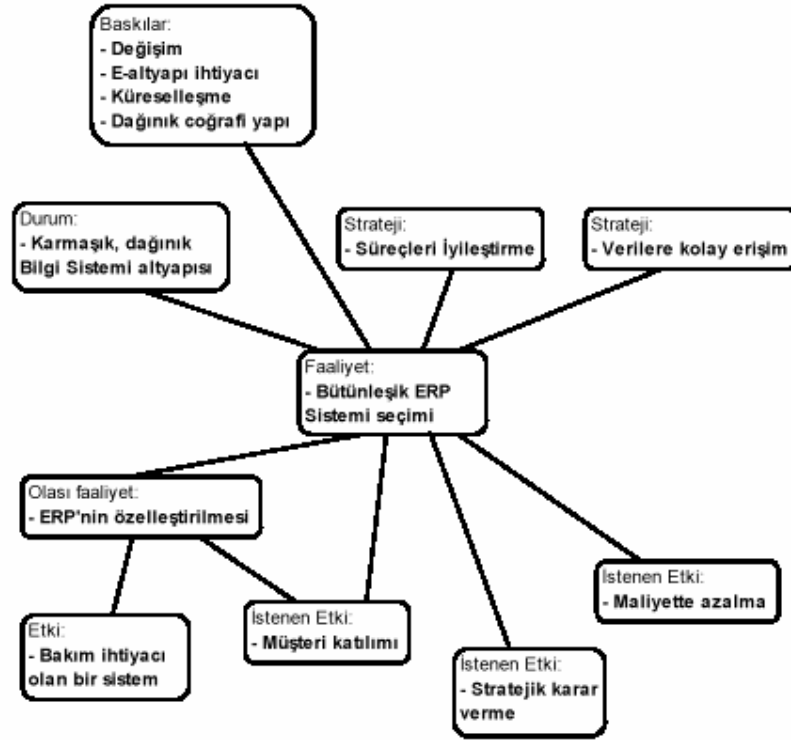 Baskılar:
- Değişim
- E-altyapı ihtiyacı
- Küreselleşme
- Dağınık coğrafi yapı
Durum:
- Karmaşık, dağınık
Bilgi Sistemi altyapısı
Strateji:
- Süreçleri İyileştirme
Strateji:
- Verilere kolay erişim
Faaliyet:
- Bütünleşik ERP
Sistemi seçimi
Olası faaliyet:
- ERP'nin özelleştirilmesi
Etki:
- Bakım ihtiyacı
olan bir sistem
İstenen Etki:
- Müşteri katılımı
İstenen Etki:
- Stratejik karar
verme
İstenen Etki:
- Maliyette azalma